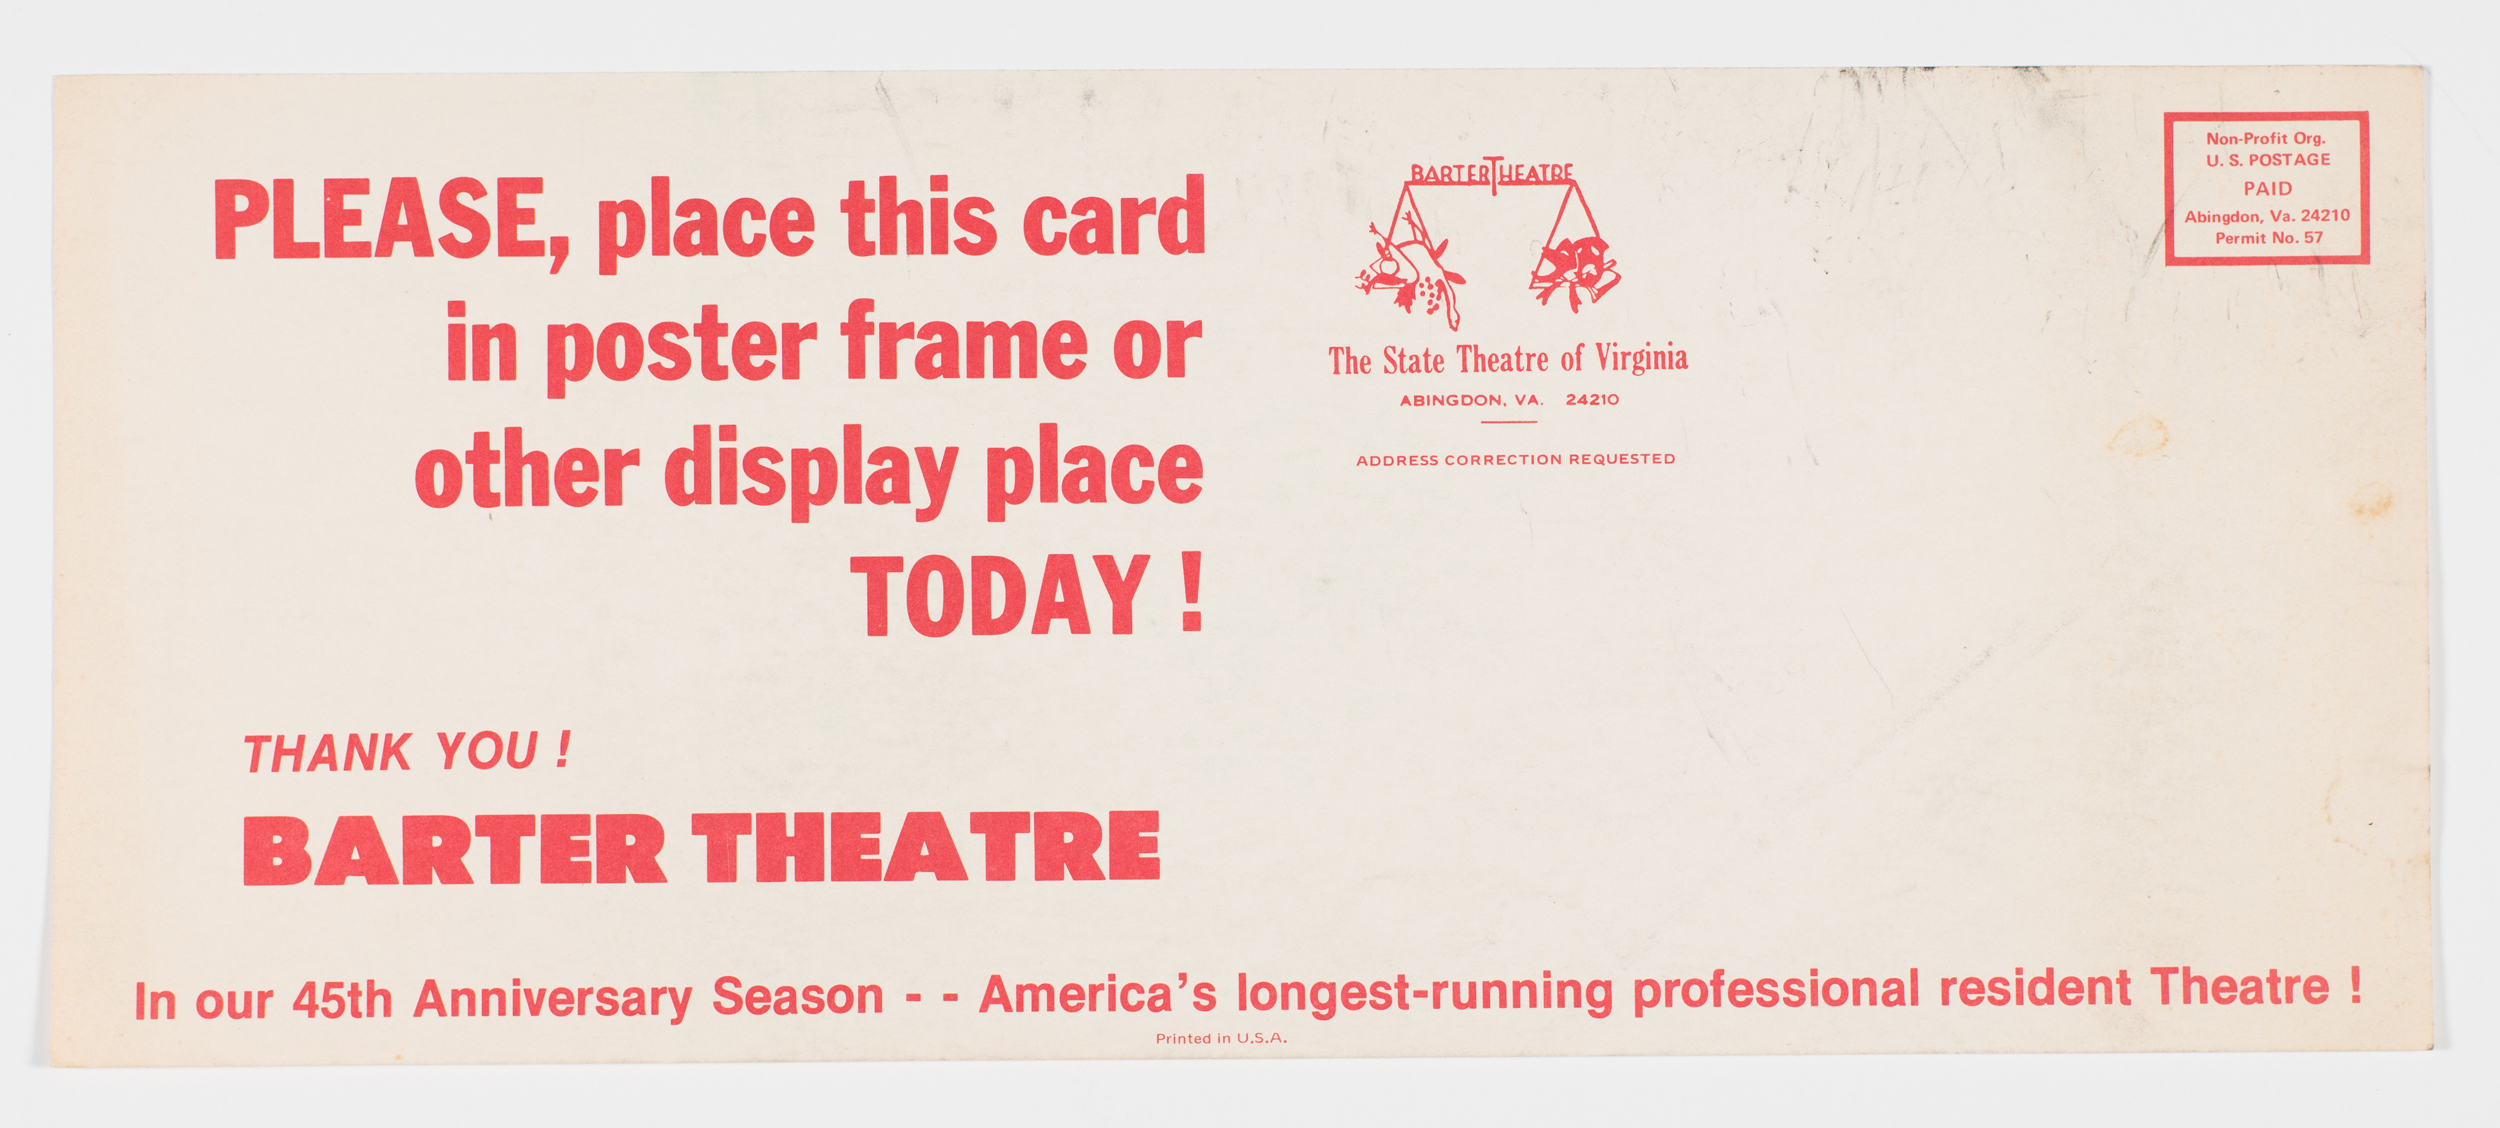 PLEASE, place this card
in poster frame or
other display place
TODAY !
THANK YOU !
BARTER THEATRE
BARTER THEATRE
The State Theatre of Virginia
ABINGDON, VA. 24210
ADDRESS CORRECTION REQUESTED
Non-Profit Org.
U. S. POSTAGE
PAID
Abingdon, Va. 24210
Permit No. 57
In our 45th Anniversary Season - - America's longest-running professional resident Theatre !
Printed in U.S.A.